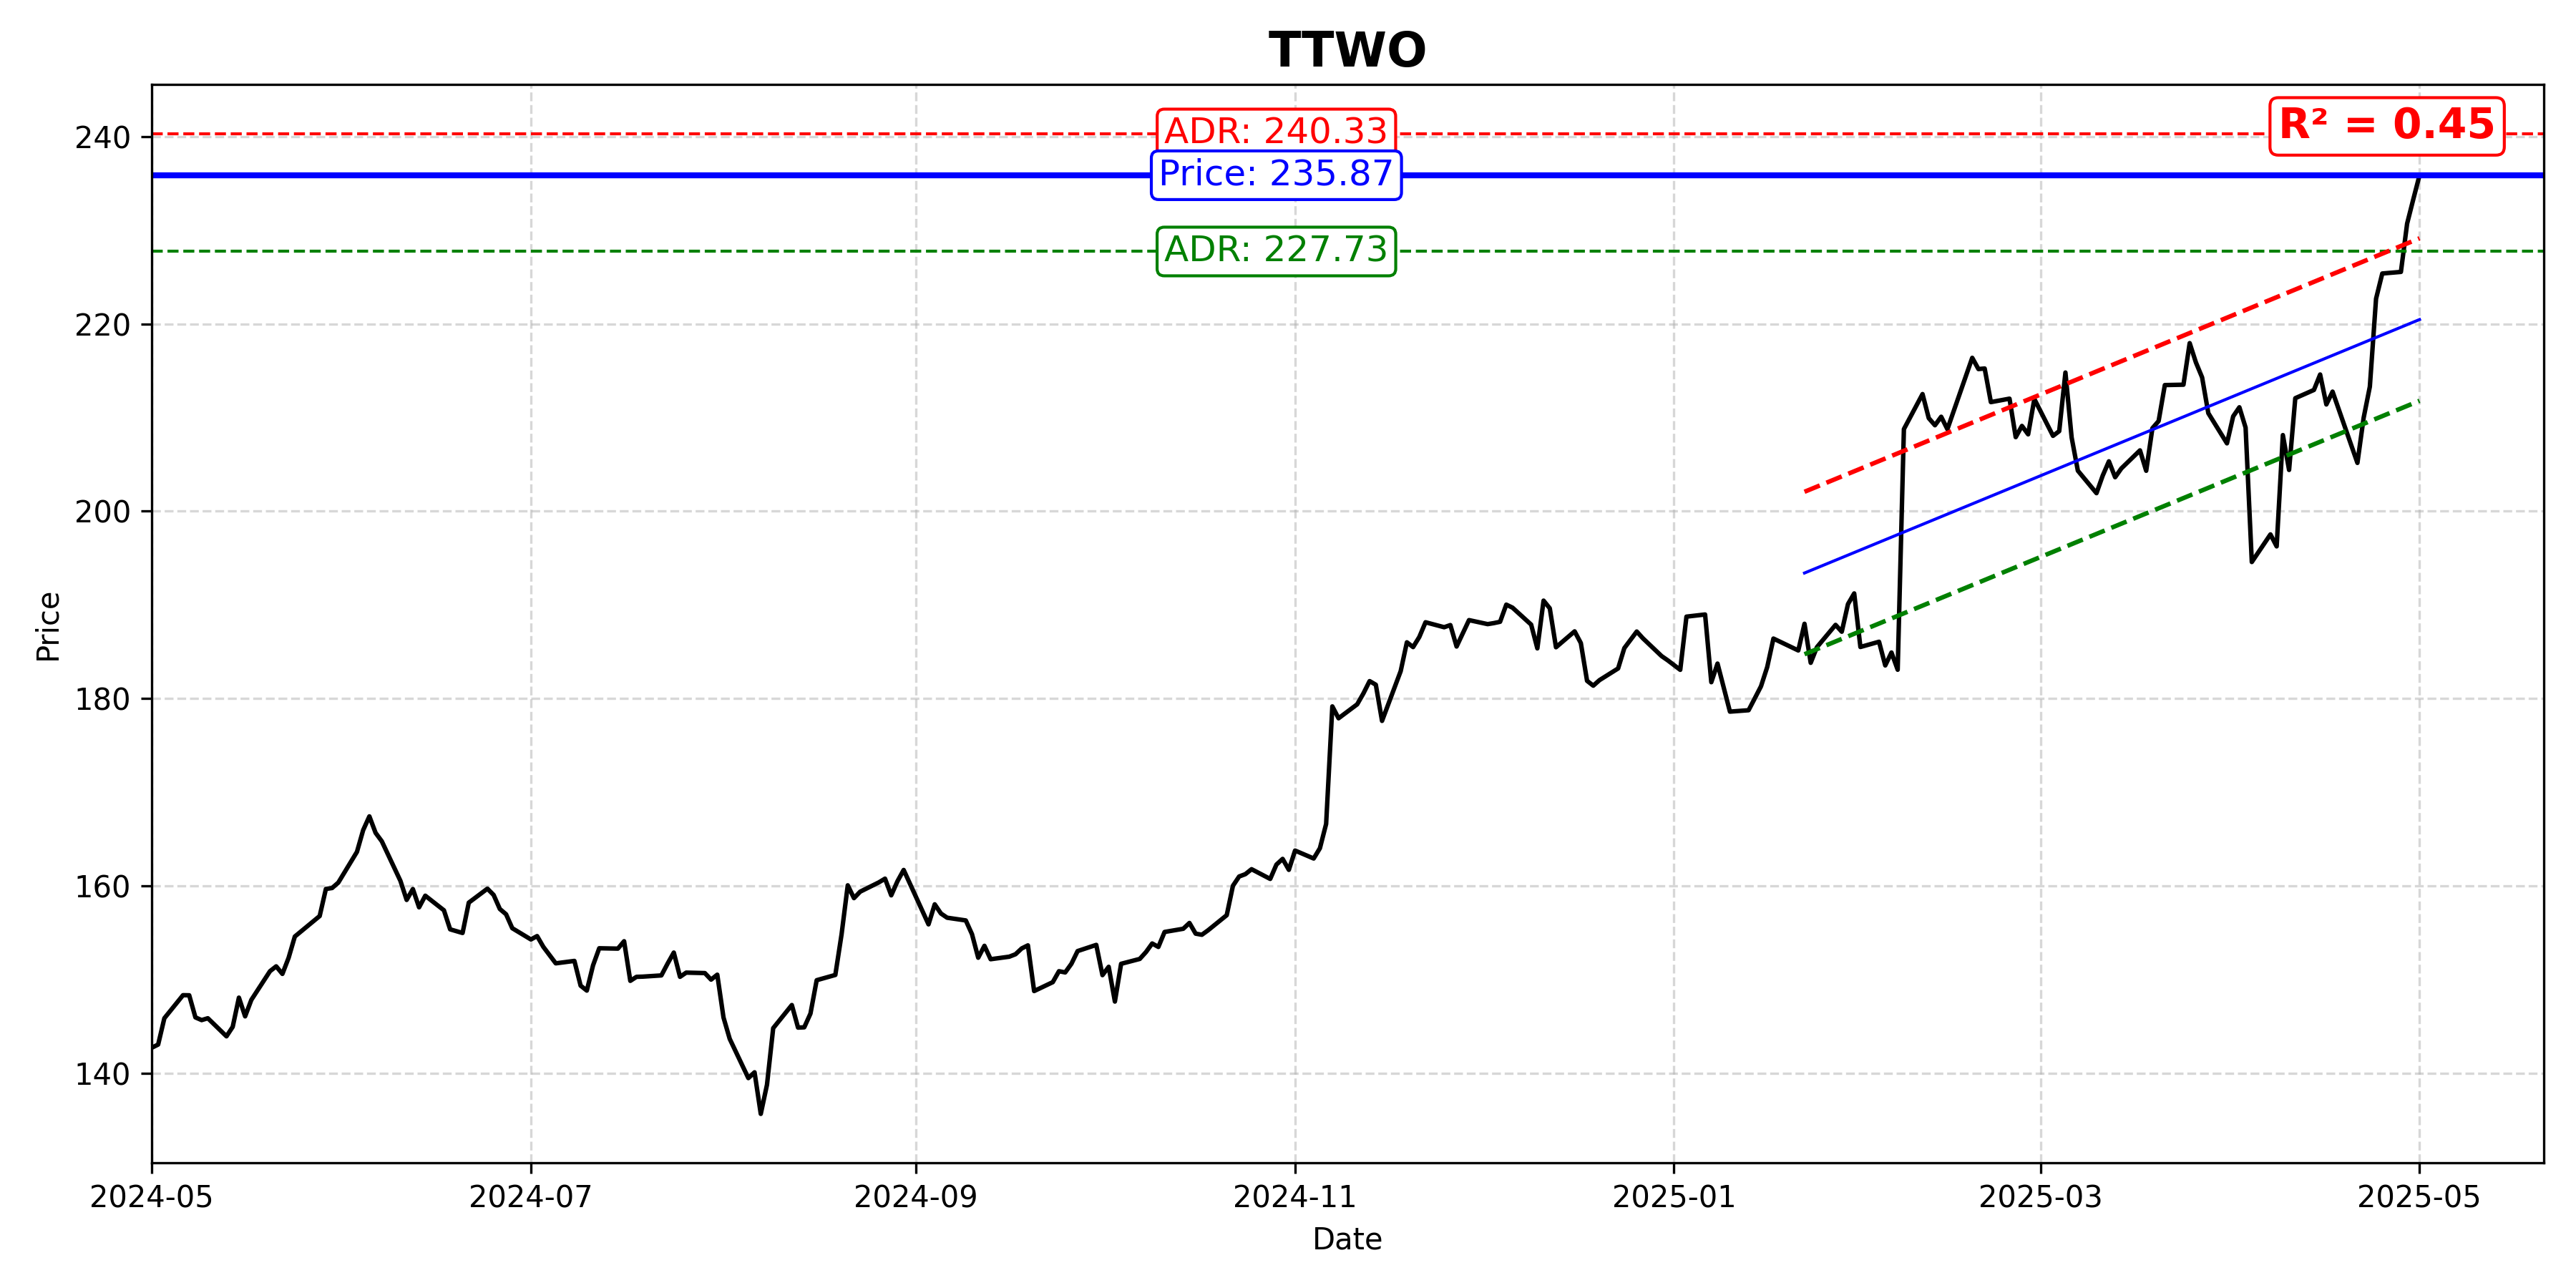 TTWO
ADR: 240.33
R² = 0.45
Price: 235.87
ADR: 227.73
240
220
200
180
160
140
Price
2024-05
2024-07
2024-09
2024-11
2025-01
2025-03
2025-05
Date